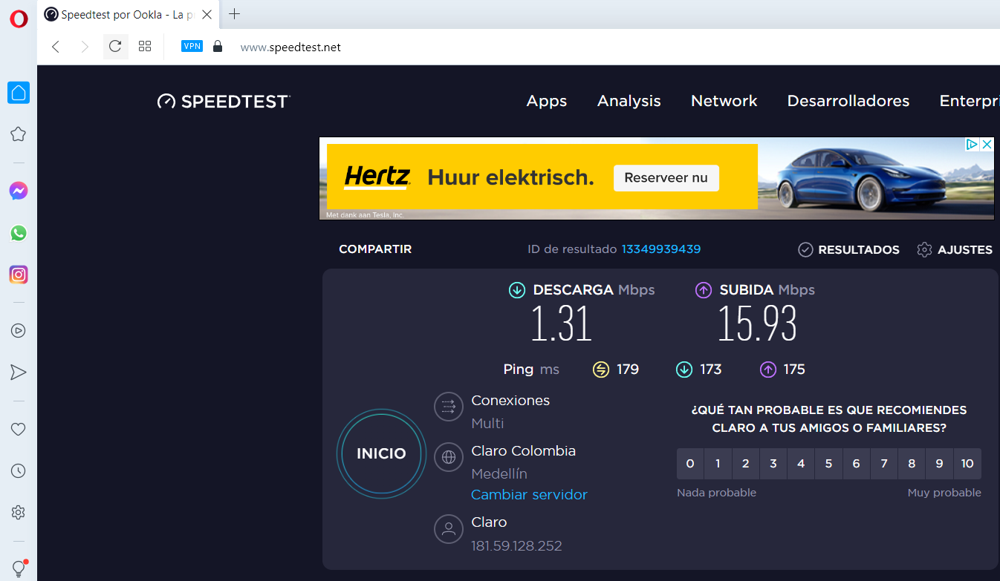 Speedtest por Ookla - La p
VPN
www.speedtest.net
SPEEDTEST
Apps
Analysis
Network
Desarrolladores
Enterpri
Hertz
Huur elektrisch.
Reserveer nu
Met dank aan Tesla, Inc.
COMPARTIR
ID de resultado 13349939439
RESULTADOS
AJUSTES
DESCARGA Mbps
1.31
SUBIDA Mbps
15.93
Ping ms
179
173
175
INICIO
Conexiones
Multi
Claro Colombia
Medellín
Cambiar servidor
Claro
181.59.128.252
¿QUÉ TAN PROBABLE ES QUE RECOMIENDES
CLARO A TUS AMIGOS O FAMILIARES?
0 1 2 3 4 5 6 7 8 9 10
Nada probable
Muy probable